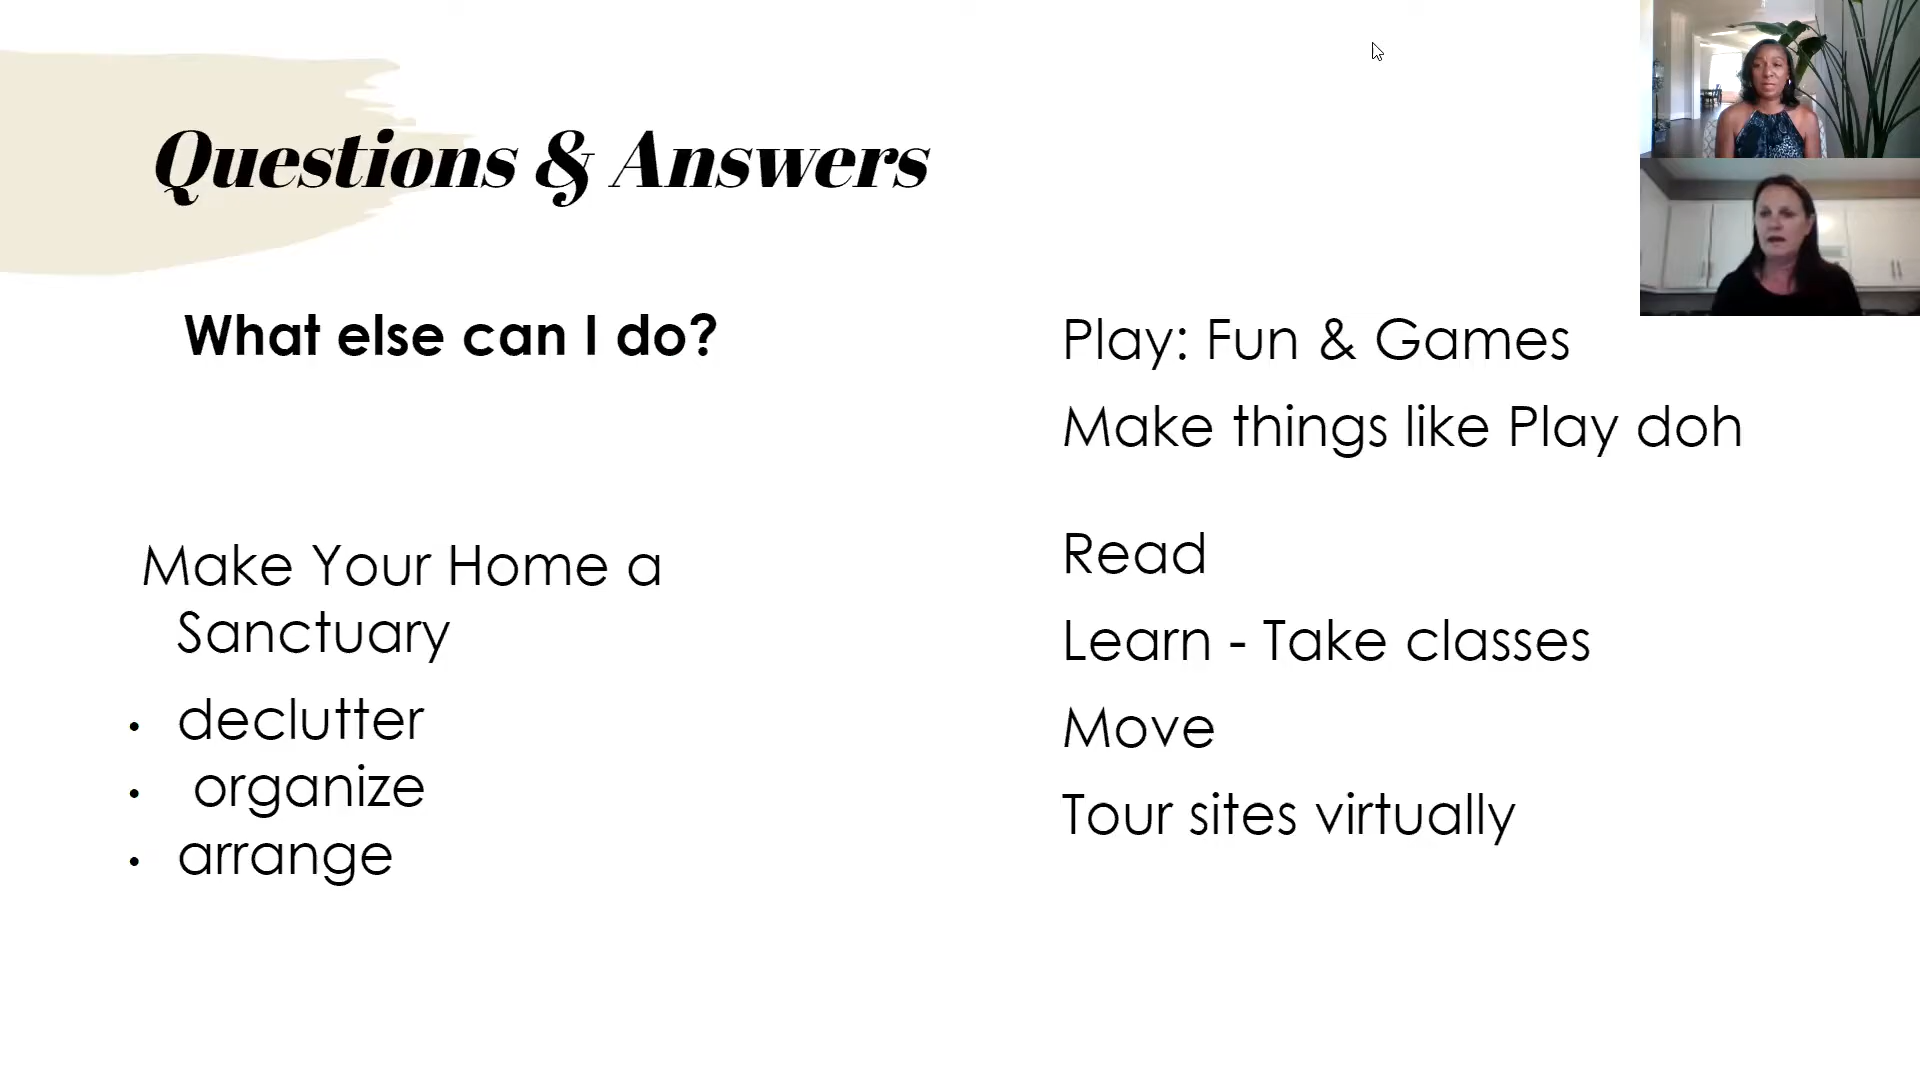 Questions & Answers
What else can I do?
Make Your Home a
Sanctuary
• declutter
• organize
• arrange
Play: Fun & Games
Make things like Play doh
Read
Learn - Take classes
Move
Tour sites virtually